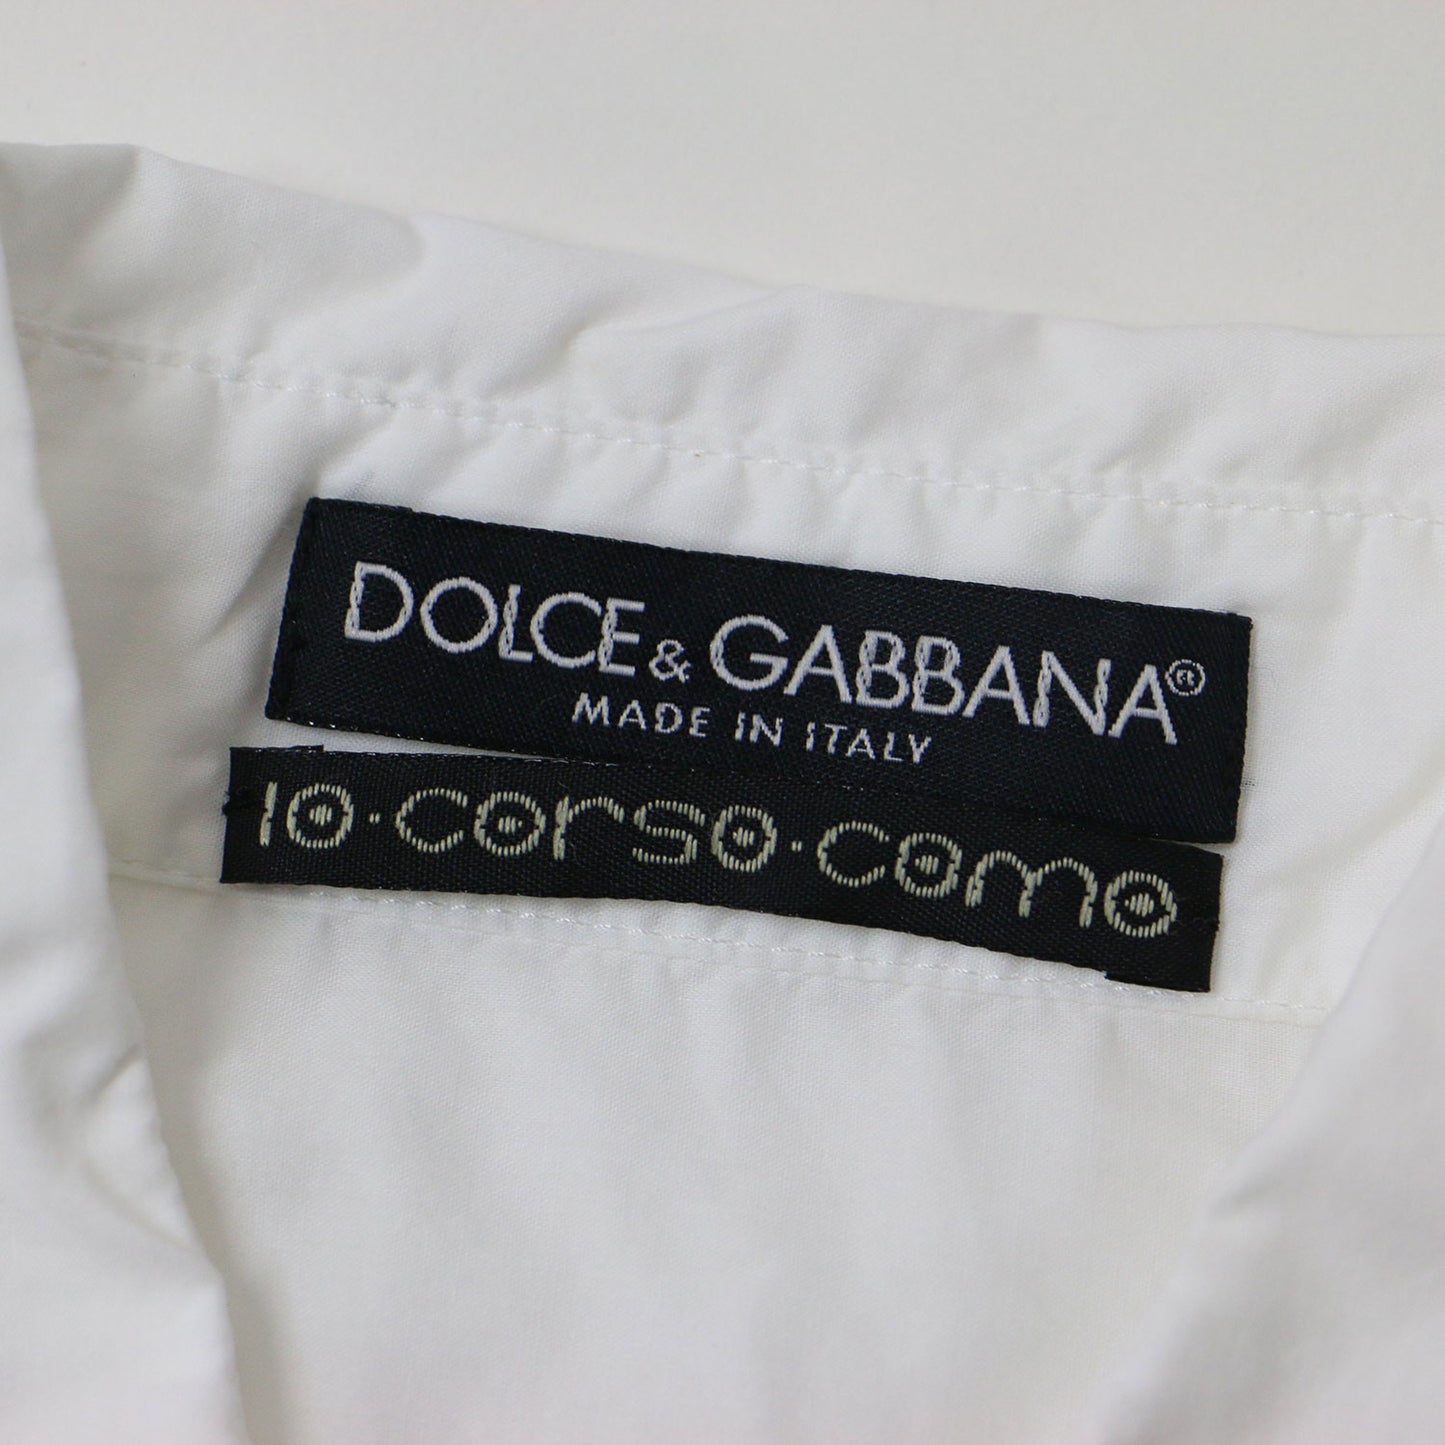 DOLCE & GABBANA®
MADE IN ITALY
10·corso·como